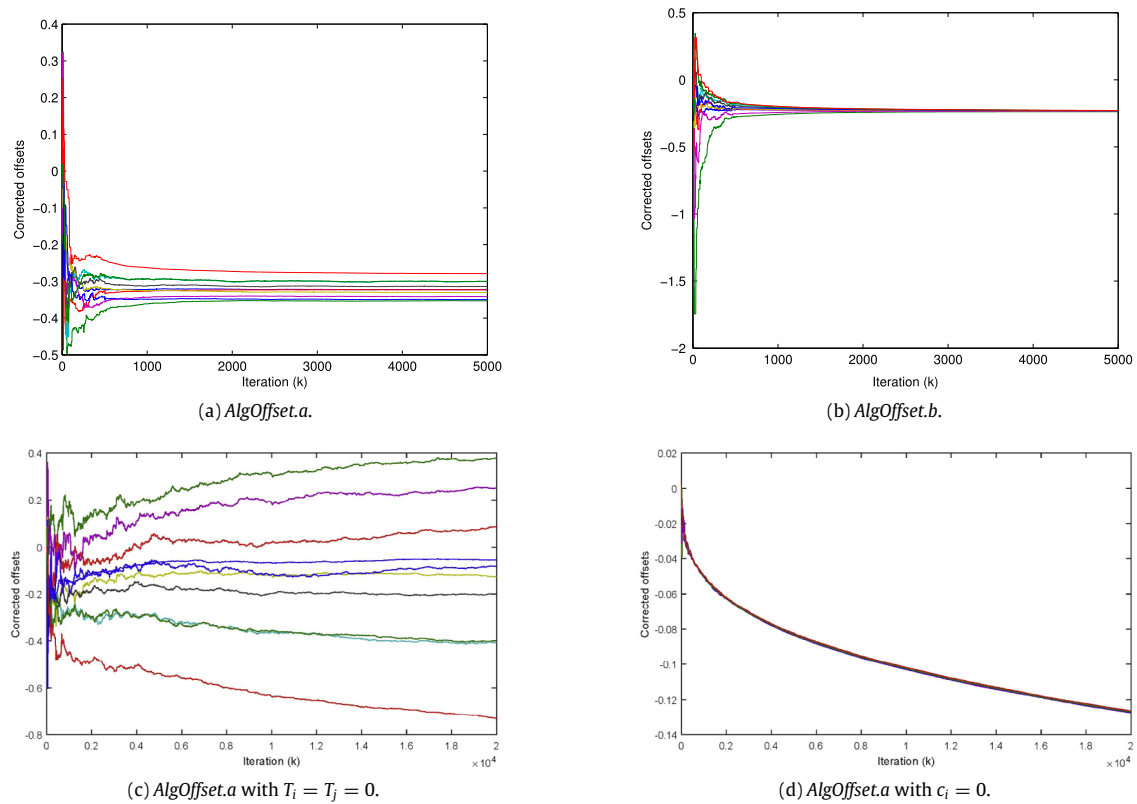 0.4
0.3
0.2
0.1
0
−0.1
−0.2
−0.3
−0.4
−0.5
Corrected offsets
0 1000 2000 3000 4000 5000
Iteration (k)
(a) AlgOffset.a.
0.5
0
−0.5
−1
−1.5
−2
Corrected offsets
0 1000 2000 3000 4000 5000
Iteration (k)
(b) AlgOffset.b.
0.4
0.2
0
-0.2
-0.4
-0.6
-0.8
Corrected offsets
0 0.2 0.4 0.6 0.8 1.0 1.2 1.4 1.6 1.8 2
Iteration (k)
×10⁴
(c) AlgOffset.a with Tᵢ = Tⱼ = 0.
0.02
0
-0.02
-0.04
-0.06
-0.08
-0.1
-0.12
-0.14
Corrected offsets
0 0.2 0.4 0.6 0.8 1.0 1.2 1.4 1.6 1.8 2
Iteration (k)
×10⁴
(d) AlgOffset.a with cᵢ = 0.